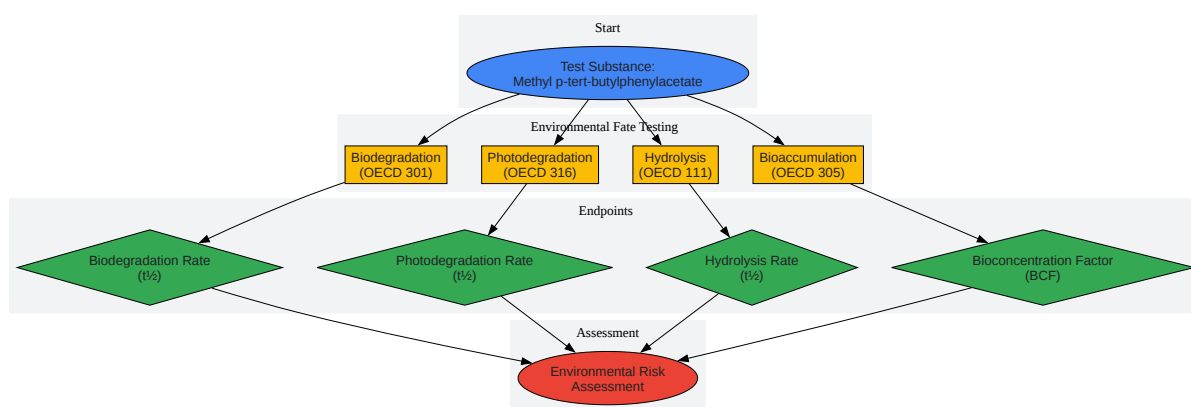 Start
Test Substance:
Methyl p-tert-butylphenylacetate
Environmental Fate Testing
Biodegradation
(OECD 301)
Photodegradation
(OECD 316)
Hydrolysis
(OECD 111)
Bioaccumulation
(OECD 305)
Endpoints
Biodegradation Rate
(t½)
Photodegradation Rate
(t½)
Hydrolysis Rate
(t½)
Bioconcentration Factor
(BCF)
Assessment
Environmental Risk
Assessment